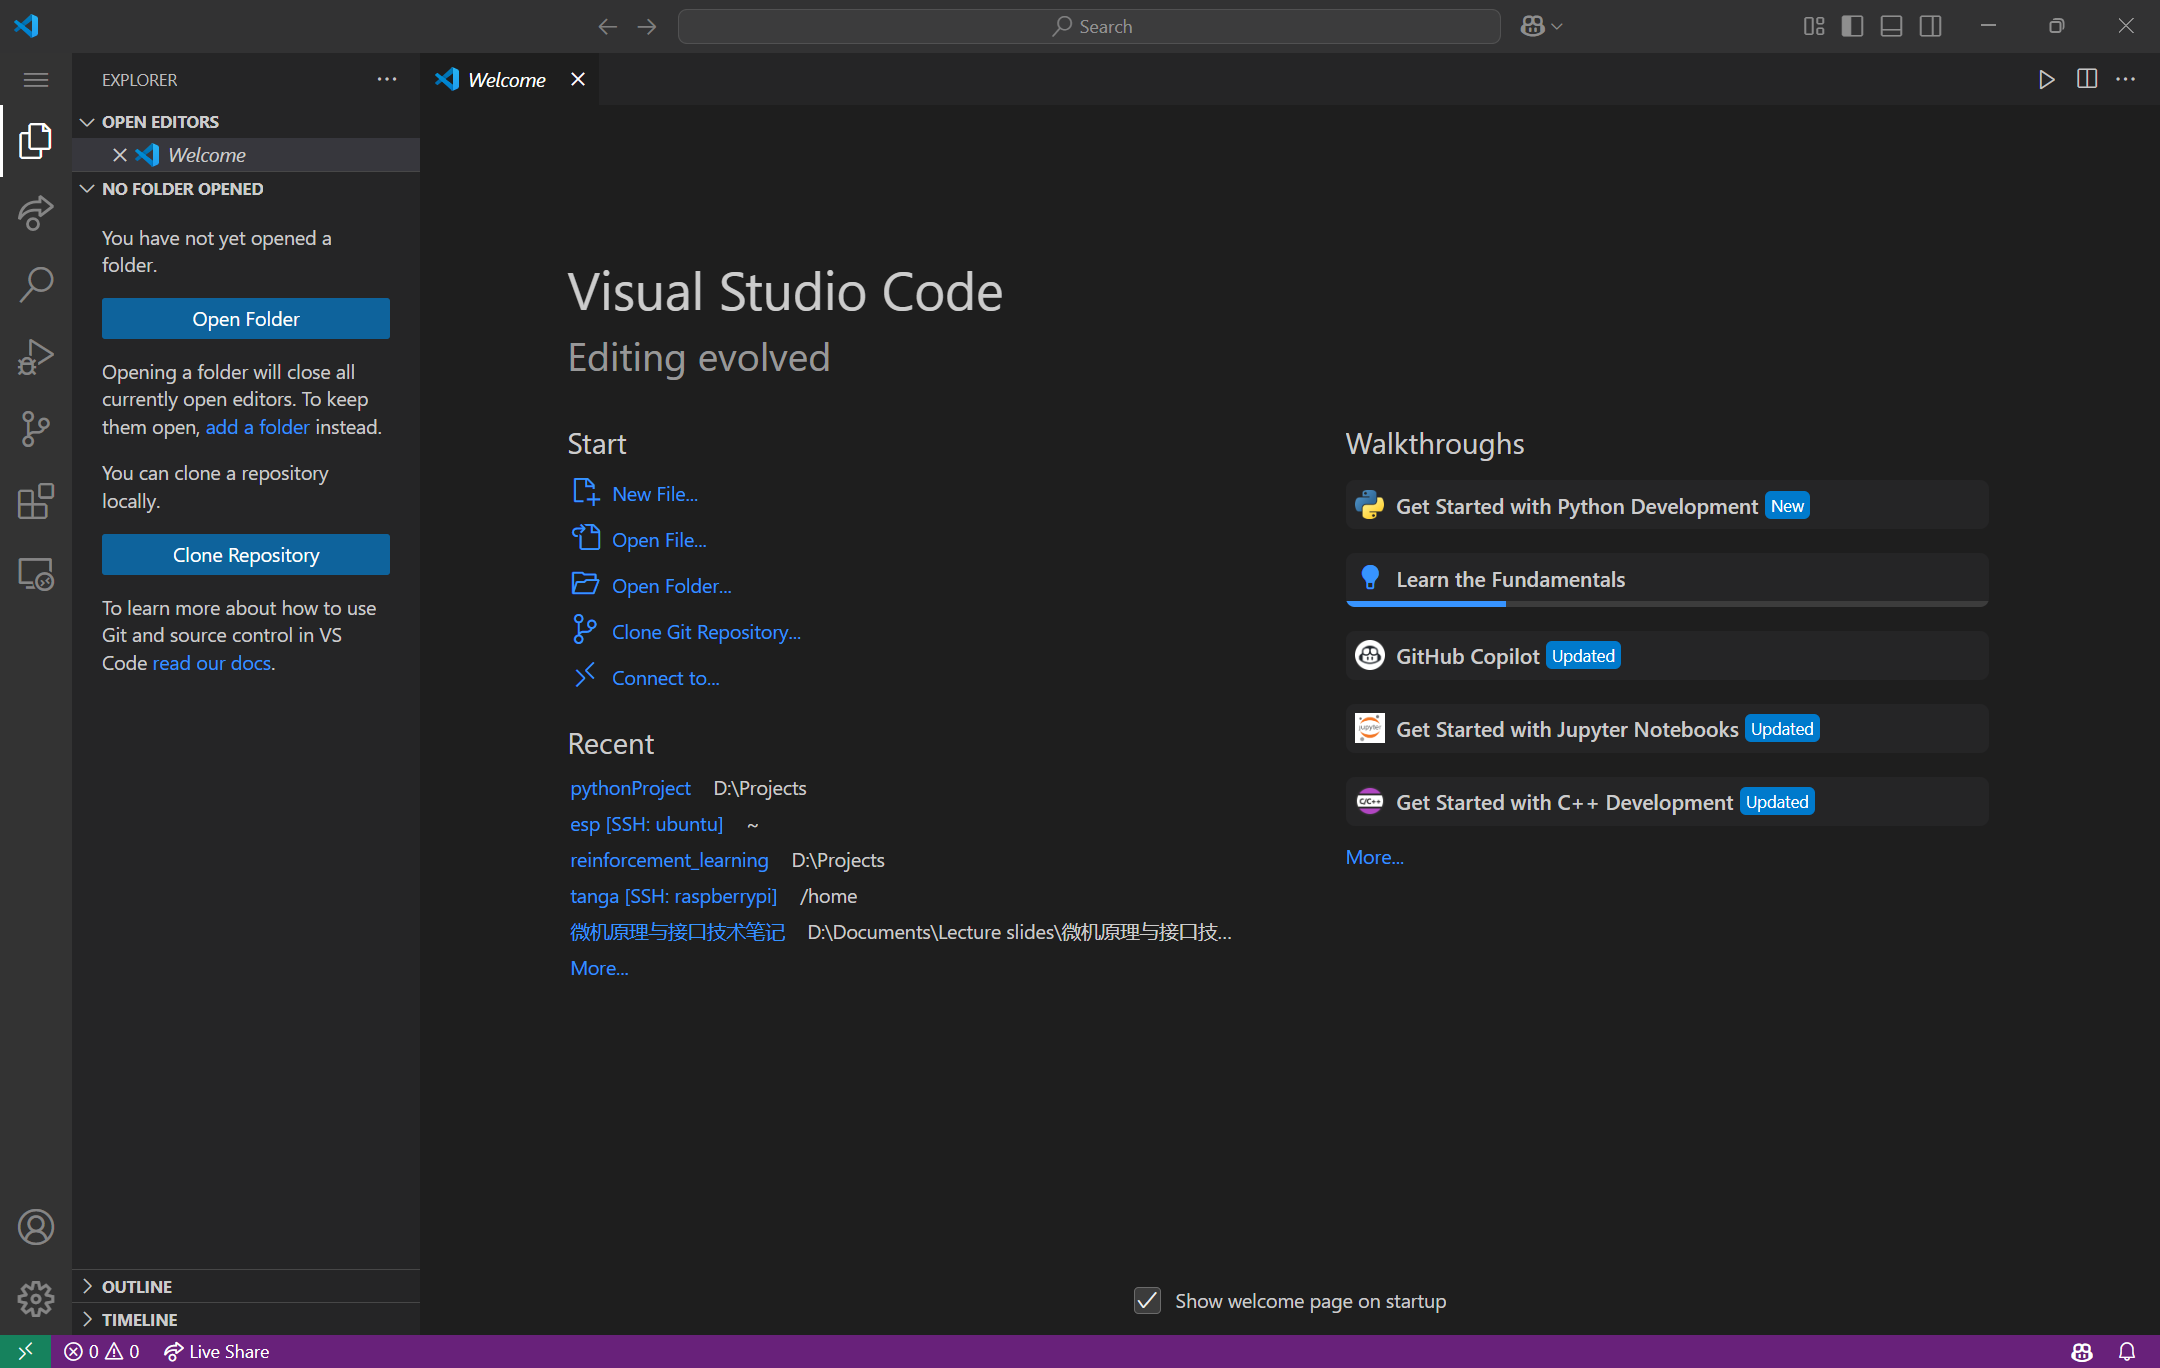 Search
EXPLORER
Welcome
OPEN EDITORS
Welcome
NO FOLDER OPENED
You have not yet opened a
folder.
Open Folder
Opening a folder will close all
currently open editors. To keep
them open, add a folder instead.
You can clone a repository
locally.
Clone Repository
To learn more about how to use
Git and source control in VS
Code read our docs.
OUTLINE
TIMELINE
Visual Studio Code
Editing evolved
Start
New File...
Open File...
Open Folder...
Clone Git Repository...
Connect to...
Recent
pythonProject D:\Projects
esp [SSH: ubuntu] ~
reinforcement_learning D:\Projects
tanga [SSH: raspberrypi] /home
微机原理与接口技术笔记 D:\Documents\Lecture slides\微机原理与接口技...
More...
Walkthroughs
Get Started with Python Development New
Learn the Fundamentals
GitHub Copilot Updated
jupyter
Get Started with Jupyter Notebooks Updated
C/C++
Get Started with C++ Development Updated
More...
Show welcome page on startup
0 0 Live Share